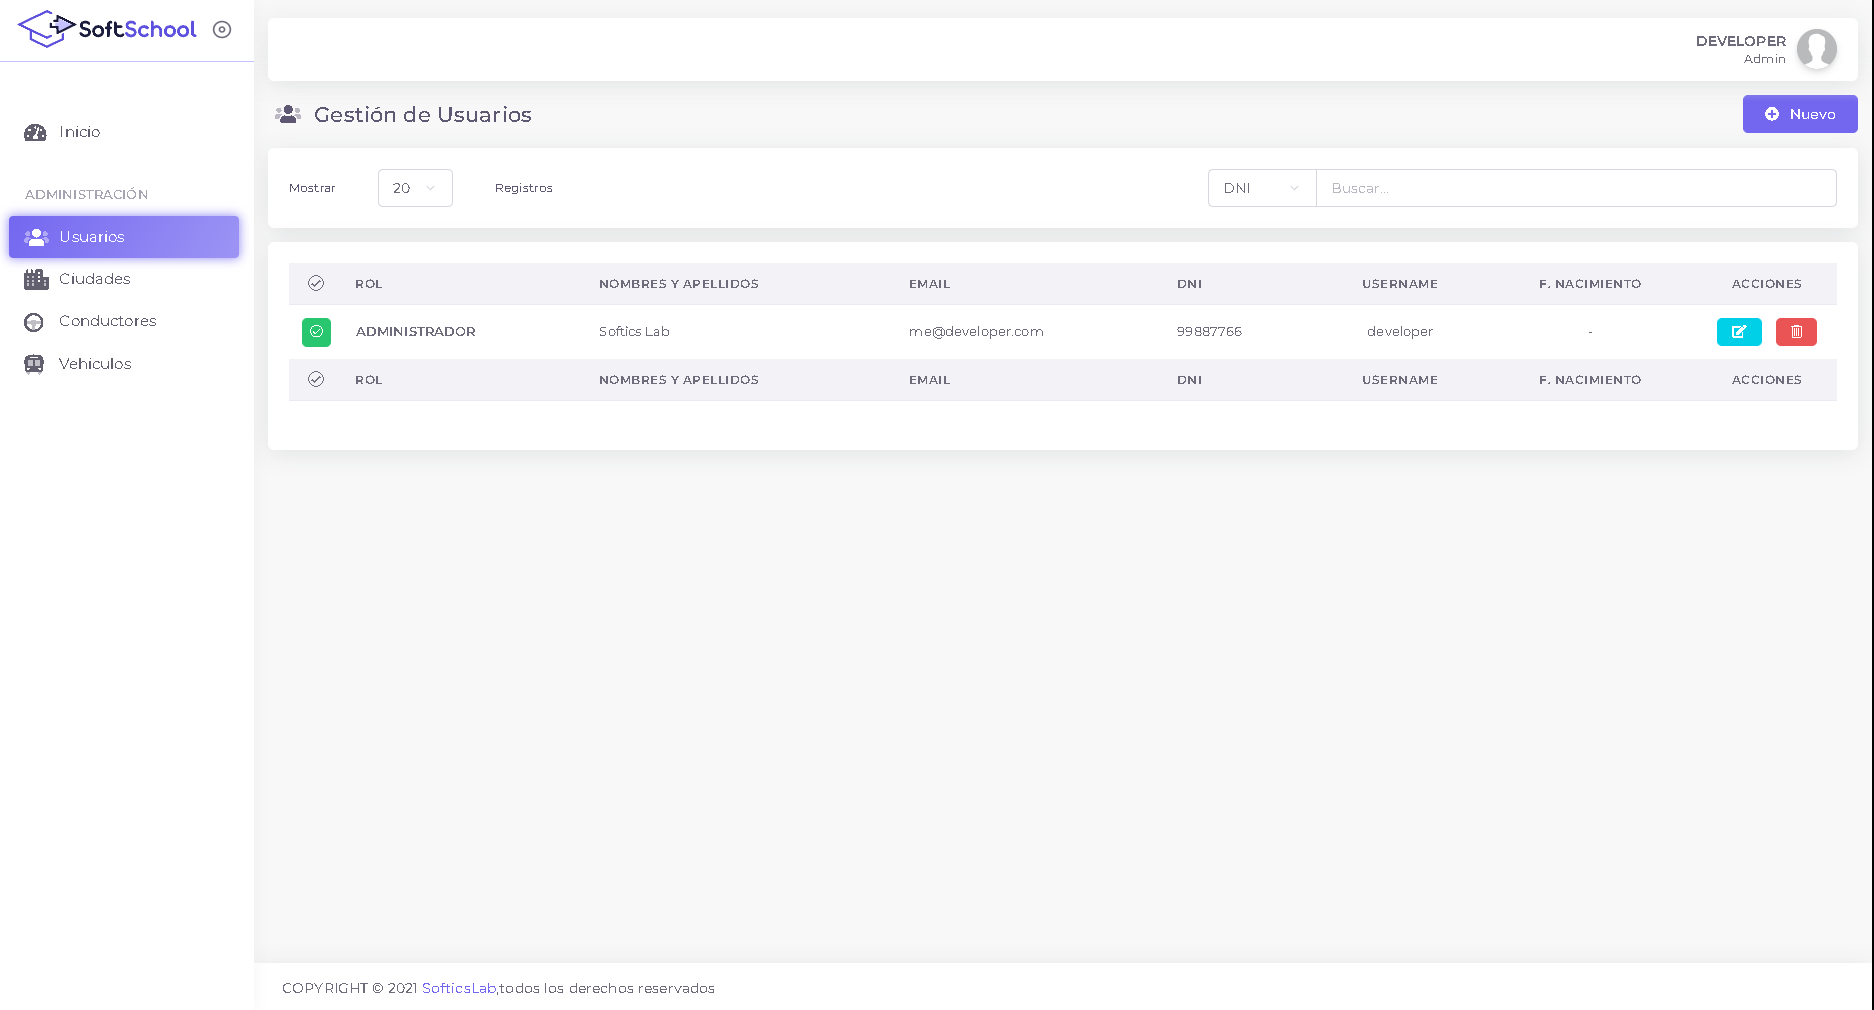 SoftSchool
DEVELOPER
Admin
Gestión de Usuarios
Nuevo
Inicio
ADMINISTRACIÓN
Usuarios
Ciudades
Conductores
Vehiculos
Mostrar 20 Registros
DNI Buscar...
ROL NOMBRES Y APELLIDOS EMAIL DNI USERNAME F. NACIMIENTO ACCIONES
ADMINISTRADOR Softics Lab me@developer.com 99887766 developer -
ROL NOMBRES Y APELLIDOS EMAIL DNI USERNAME F. NACIMIENTO ACCIONES
COPYRIGHT © 2021 SofticsLab,todos los derechos reservados